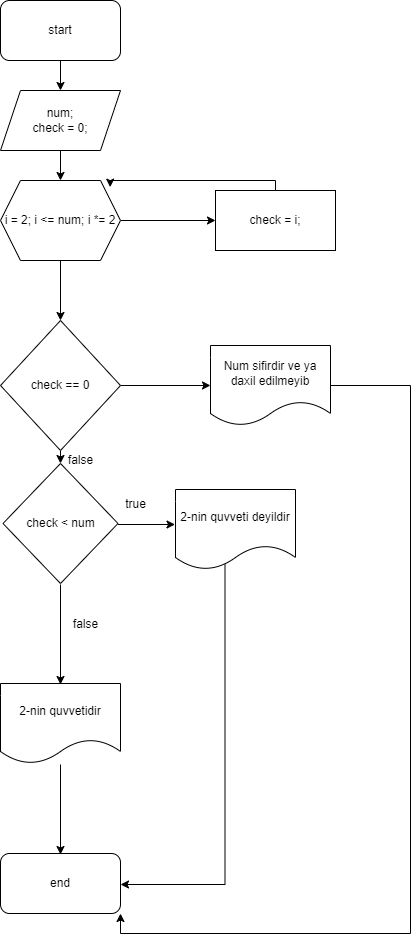 start
num;
check = 0;
i = 2; i <= num; i *= 2
check = i;
check == 0
Num sifirdir ve ya
daxil edilmeyib
false
check < num
true
2-nin quvveti deyildir
false
2-nin quvvetidir
end